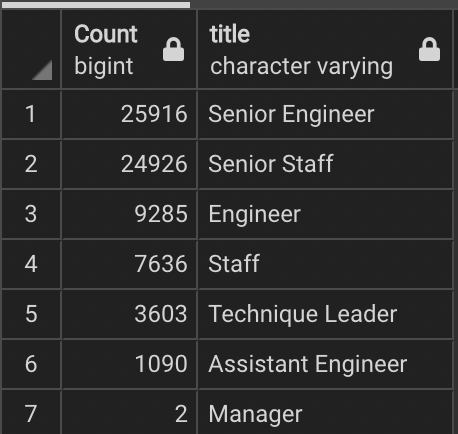 Count title
bigint character varying
1 25916 Senior Engineer
2 24926 Senior Staff
3 9285 Engineer
4 7636 Staff
5 3603 Technique Leader
6 1090 Assistant Engineer
7 2 Manager